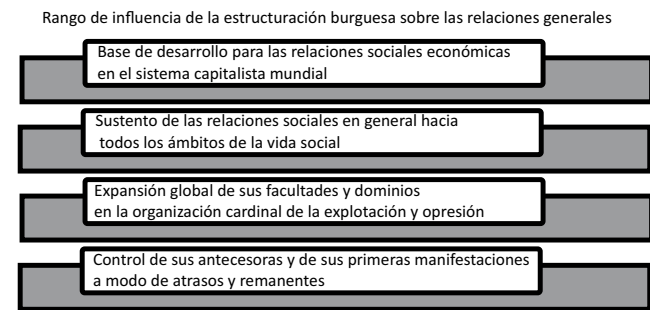 Rango de influencia de la estructuración burguesa sobre las relaciones generales
Base de desarrollo para las relaciones sociales económicas
en el sistema capitalista mundial
Sustento de las relaciones sociales en general hacia
todos los ámbitos de la vida social
Expansión global de sus facultades y dominios
en la organización cardinal de la explotación y opresión
Control de sus antecesoras y de sus primeras manifestaciones
a modo de atrasos y remanentes